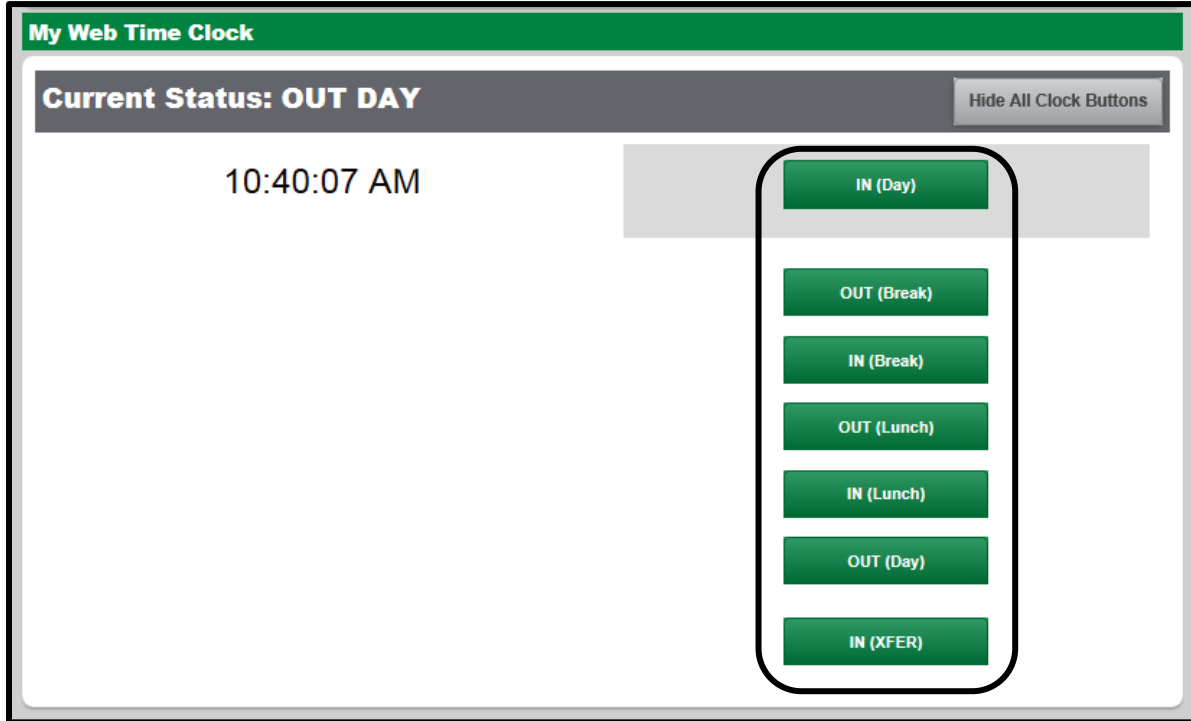 My Web Time Clock
Current Status: OUT DAY
Hide All Clock Buttons
10:40:07 AM
IN (Day)
OUT (Break)
IN (Break)
OUT (Lunch)
IN (Lunch)
OUT (Day)
IN (XFER)